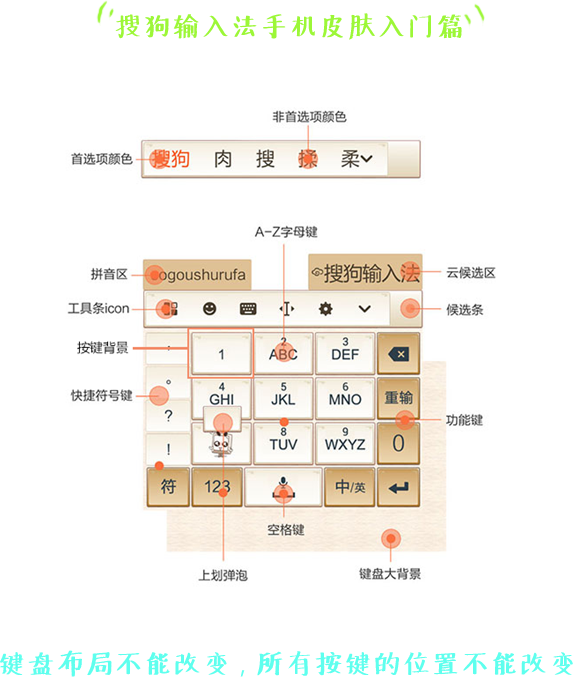 搜狗输入法手机皮肤入门篇
非首选项颜色
首选项颜色
搜狗 肉 搜 揉 柔
A-Z字母键
拼音区
sogoushurufa
搜狗输入法
云候选区
工具条icon
候选条
按键背景
1
2
ABC
3
DEF
快捷符号键
。
?
!
4
GHI
5
JKL
6
MNO
重输
功能键
8
TUV
9
WXYZ
0
符
123
中/英
空格键
上划弹泡
键盘大背景
键盘布局不能改变,所有按键的位置不能改变